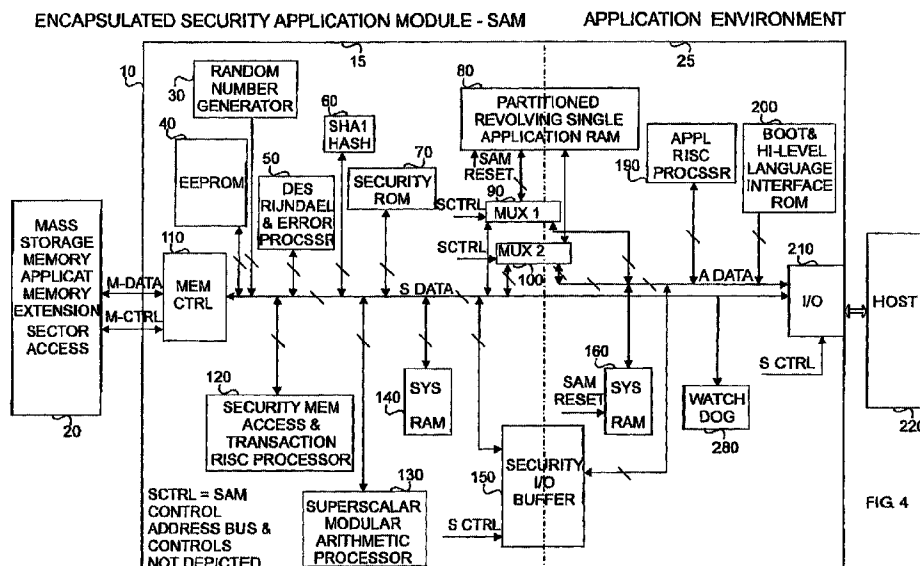 ENCAPSULATED SECURITY APPLICATION MODULE - SAM
APPLICATION ENVIRONMENT
10
15
25
30
RANDOM
NUMBER
GENERATOR
40
EEPROM
50
DES
RIJNDAEL
& ERROR
PROCSSR
60
SHA1
HASH
70
SECURITY
ROM
80
PARTITIONED
REVOLVING SINGLE
APPLICATION RAM
SAM
RESET
90
SCTRL
MUX 1
SCTRL
MUX 2
100
190
APPL
RISC
PROCSSR
200
BOOT&
HI-LEVEL
LANGUAGE
INTERFACE
ROM
MASS
STORAGE
MEMORY
APPLICAT
MEMORY
EXTENSION
SECTOR
ACCESS
20
M-DATA
M-CTRL
110
MEM
CTRL
S DATA
A DATA
210
I/O
S CTRL
HOST
220
120
SECURITY MEM
ACCESS &
TRANSACTION
RISC PROCESSOR
130
SUPERSCALAR
MODULAR
ARITHMETIC
PROCESSOR
140
SYS
RAM
150
SECURITY
I/O
BUFFER
S CTRL
160
SAM
RESET
SYS
RAM
WATCH
DOG
280
SCTRL = SAM
CONTROL
ADDRESS BUS &
CONTROLS
NOT DEPICTED
FIG. 4